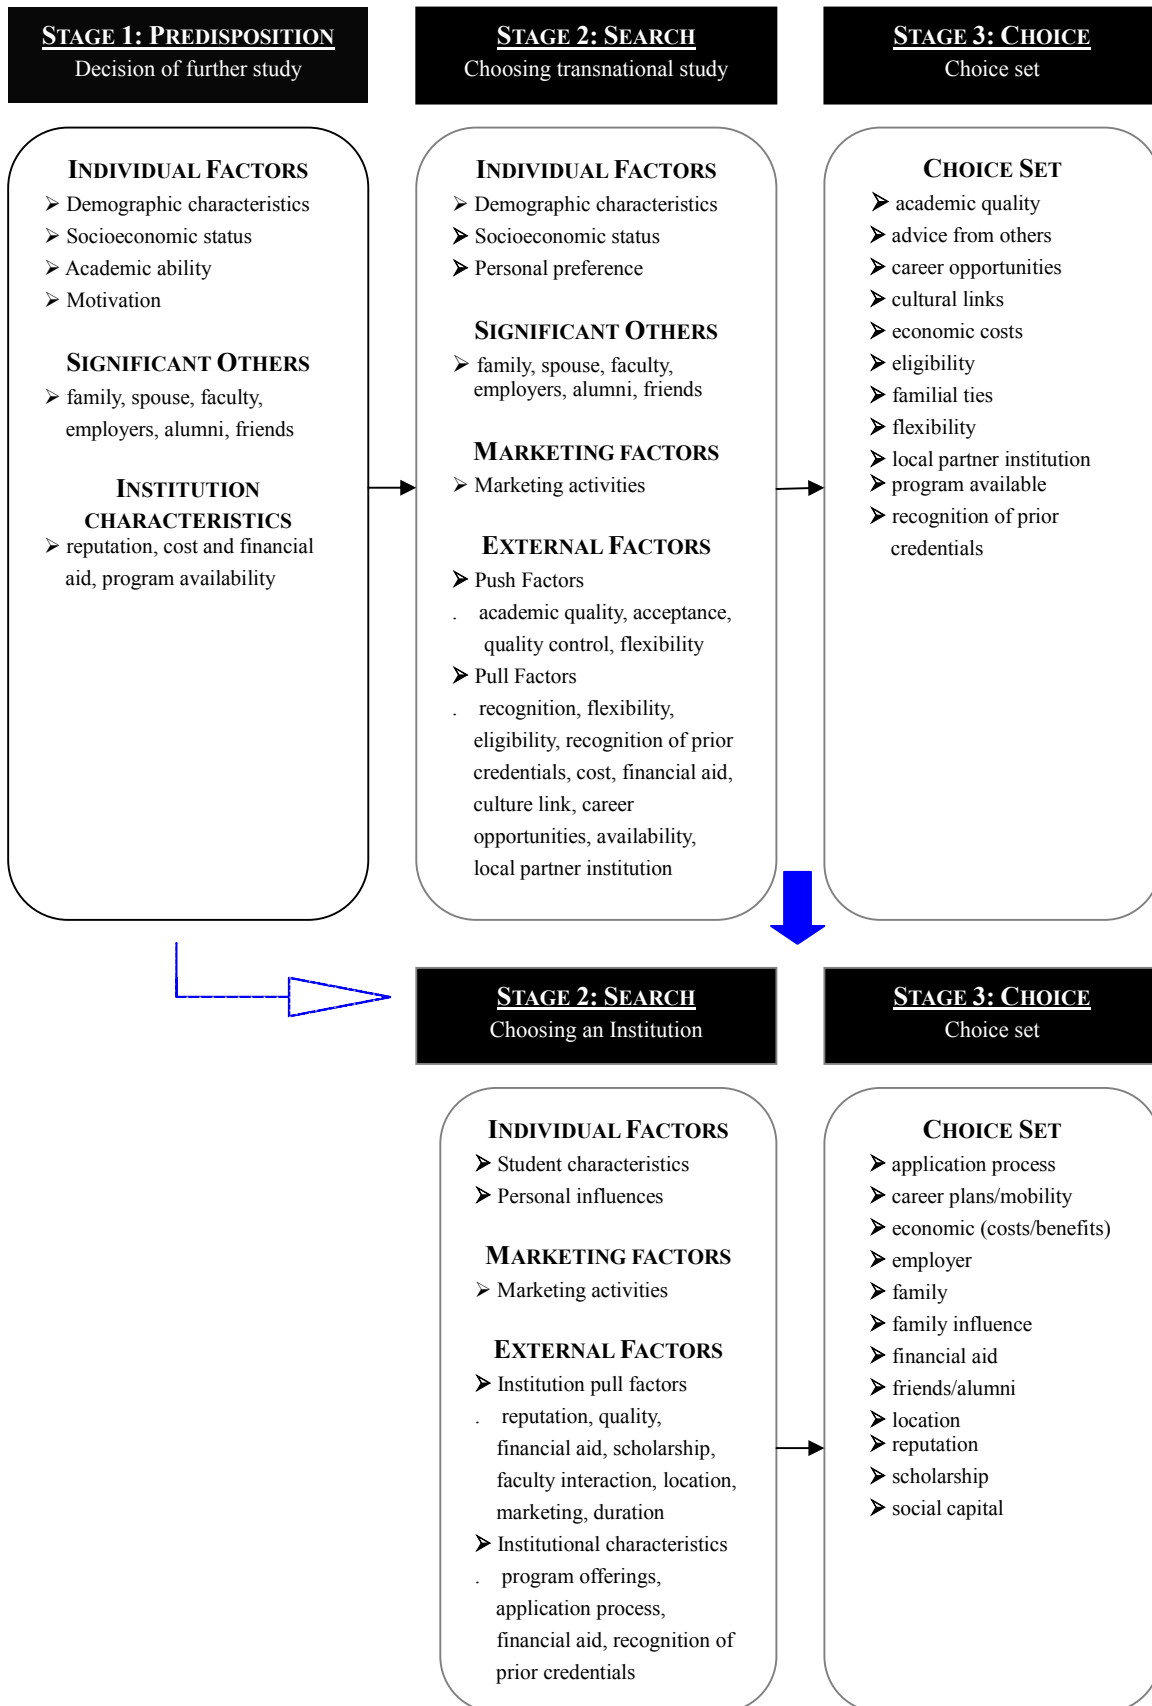 STAGE 1: PREDISPOSITION
Decision of further study
INDIVIDUAL FACTORS
➢ Demographic characteristics
➢ Socioeconomic status
➢ Academic ability
➢ Motivation
SIGNIFICANT OTHERS
➢ family, spouse, faculty,
employers, alumni, friends
INSTITUTION
CHARACTERISTICS
➢ reputation, cost and financial
aid, program availability
STAGE 2: SEARCH
Choosing transnational study
INDIVIDUAL FACTORS
➢ Demographic characteristics
➢ Socioeconomic status
➢ Personal preference
SIGNIFICANT OTHERS
➢ family, spouse, faculty,
employers, alumni, friends
MARKETING FACTORS
➢ Marketing activities
EXTERNAL FACTORS
➢ Push Factors
. academic quality, acceptance,
quality control, flexibility
➢ Pull Factors
. recognition, flexibility,
eligibility, recognition of prior
credentials, cost, financial aid,
culture link, career
opportunities, availability,
local partner institution
STAGE 3: CHOICE
Choice set
CHOICE SET
➢ academic quality
➢ advice from others
➢ career opportunities
➢ cultural links
➢ economic costs
➢ eligibility
➢ familial ties
➢ flexibility
➢ local partner institution
➢ program available
➢ recognition of prior
credentials
STAGE 2: SEARCH
Choosing an Institution
INDIVIDUAL FACTORS
➢ Student characteristics
➢ Personal influences
MARKETING FACTORS
➢ Marketing activities
EXTERNAL FACTORS
➢ Institution pull factors
. reputation, quality,
financial aid, scholarship,
faculty interaction, location,
marketing, duration
➢ Institutional characteristics
. program offerings,
application process,
financial aid, recognition of
prior credentials
STAGE 3: CHOICE
Choice set
CHOICE SET
➢ application process
➢ career plans/mobility
➢ economic (costs/benefits)
➢ employer
➢ family
➢ family influence
➢ financial aid
➢ friends/alumni
➢ location
➢ reputation
➢ scholarship
➢ social capital